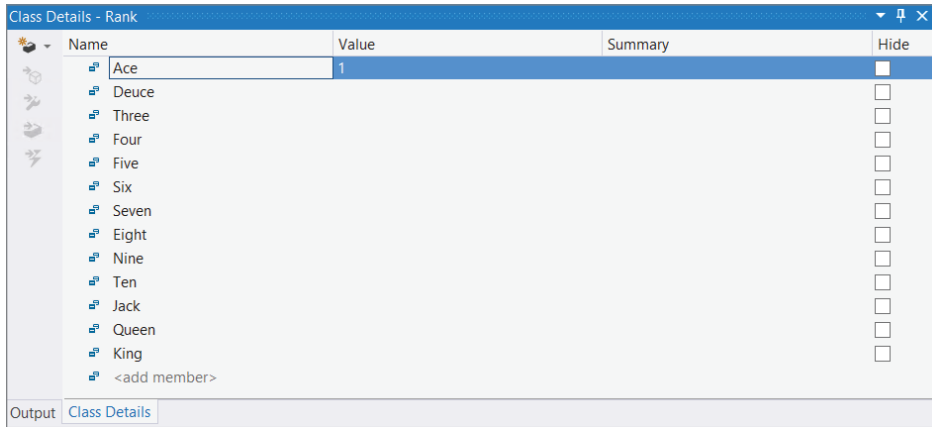 Class Details - Rank
Name Value Summary Hide
Ace 1
Deuce
Three
Four
Five
Six
Seven
Eight
Nine
Ten
Jack
Queen
King
<add member>
Output Class Details